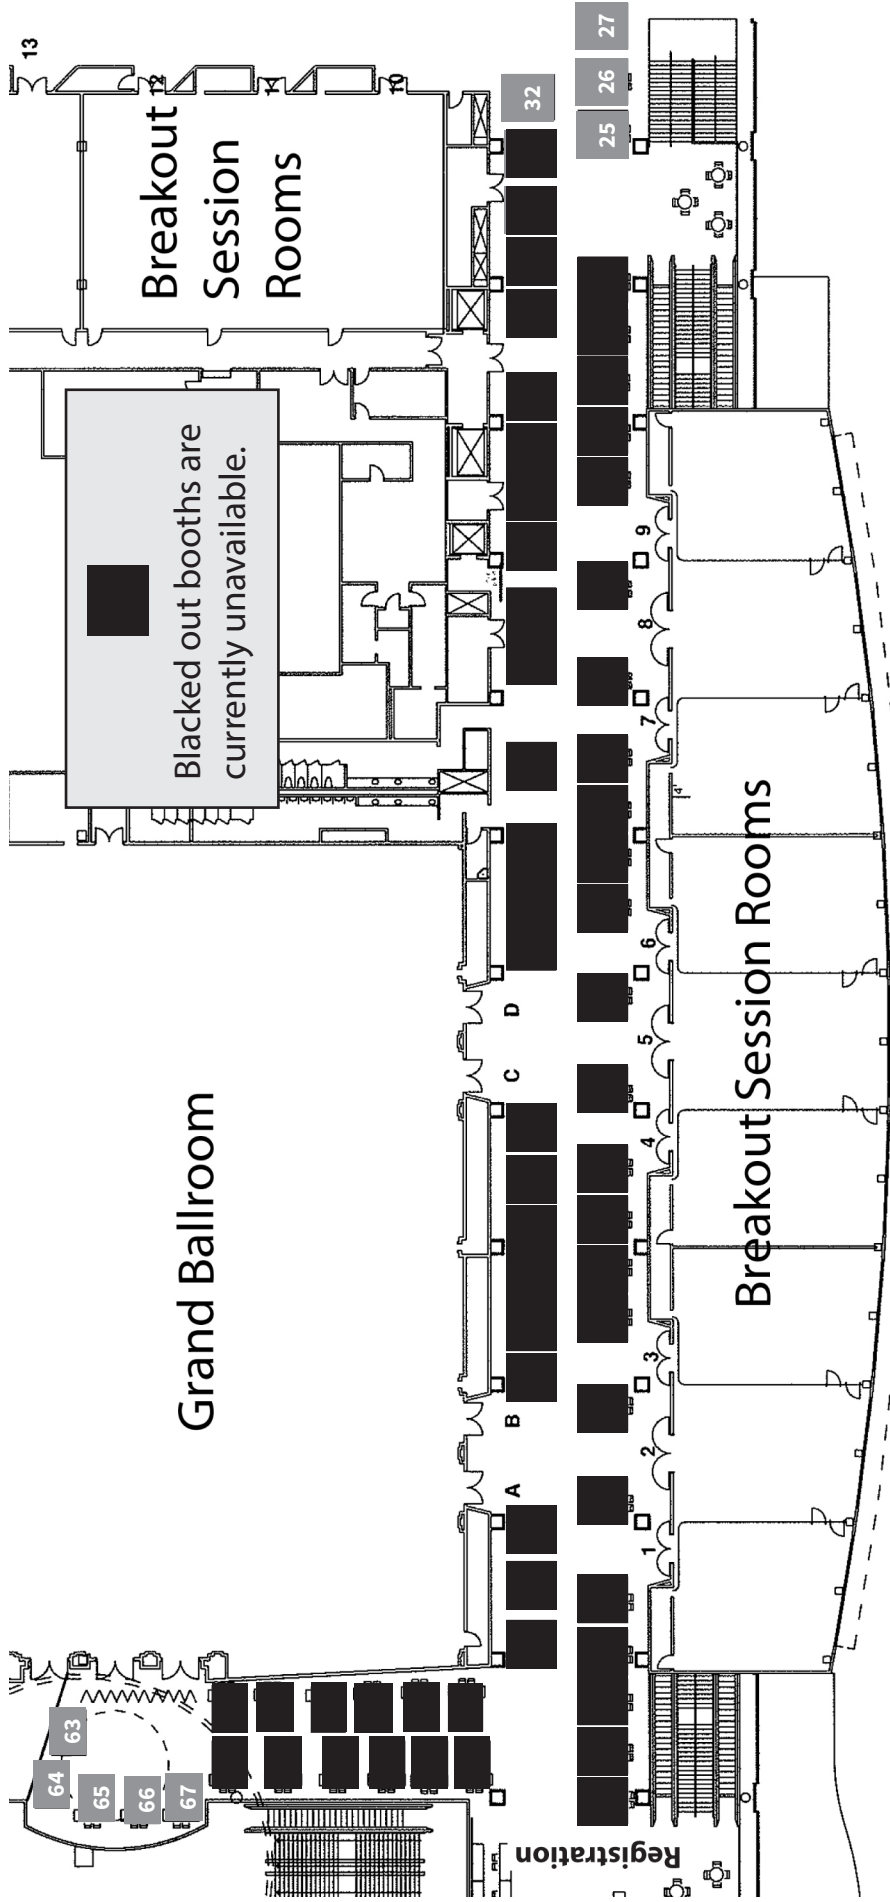 13
12
11
10
Breakout
Session
Rooms
32
27
26
25
Blacked out booths are
currently unavailable.
9
8
7
4'
6
5
4
3
2
1
Breakout Session Rooms
Grand Ballroom
D
C
B
A
63
64
65
66
67
Registration